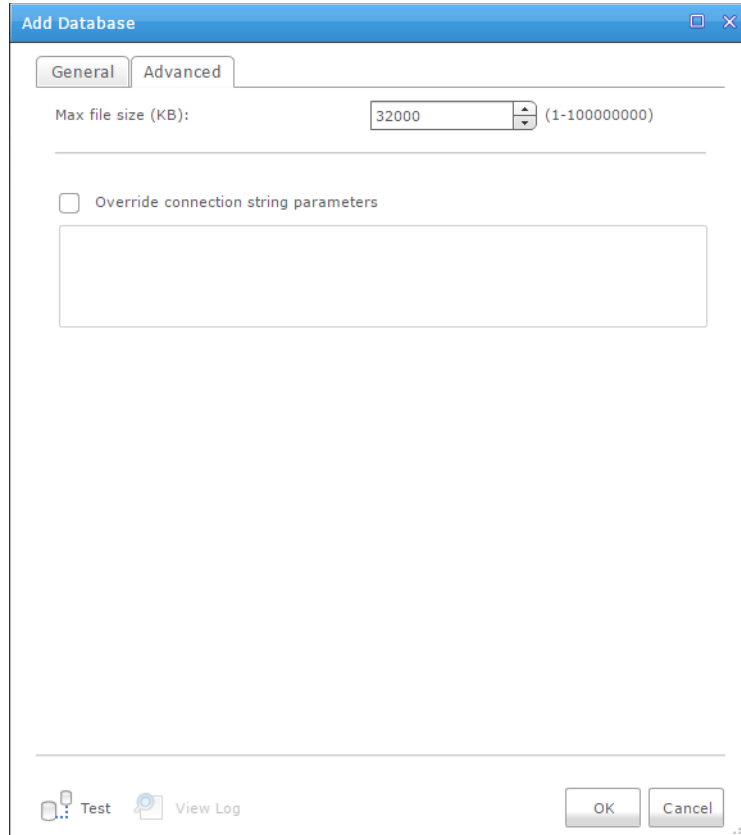 Add Database
General Advanced
Max file size (KB): 32000 (1-100000000)
Override connection string parameters
Test View Log OK Cancel